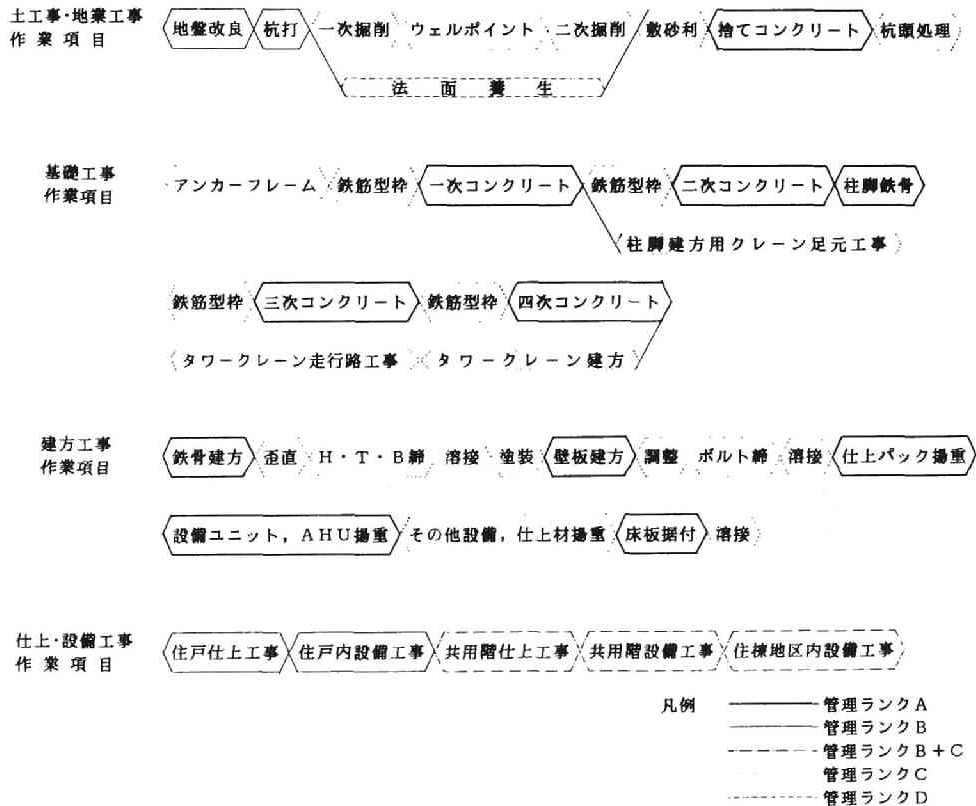 土工事・地業工事
作業項目
地盤改良 杭打 一次掘削 ウェルポイント 二次掘削 敷砂利 捨てコンクリート 杭頭処理
法面養生
基礎工事
作業項目
アンカーフレーム 鉄筋型枠 一次コンクリート 鉄筋型枠 二次コンクリート 柱脚鉄骨
柱脚建方用クレーン足元工事
鉄筋型枠 三次コンクリート 鉄筋型枠 四次コンクリート
タワークレーン走行路工事 タワークレーン建方
建方工事
作業項目
鉄骨建方 歪直 H・T・B締 溶接 塗装 壁板建方 調整 ボルト締 溶接 仕上パック揚重
設備ユニット，AHU揚重 その他設備，仕上材揚重 床板据付 溶接
仕上・設備工事
作業項目
住戸仕上工事 住戸内設備工事 共用階仕上工事 共用階設備工事 住棟地区内設備工事
凡例 管理ランクA
管理ランクB
管理ランクB+C
管理ランクC
管理ランクD